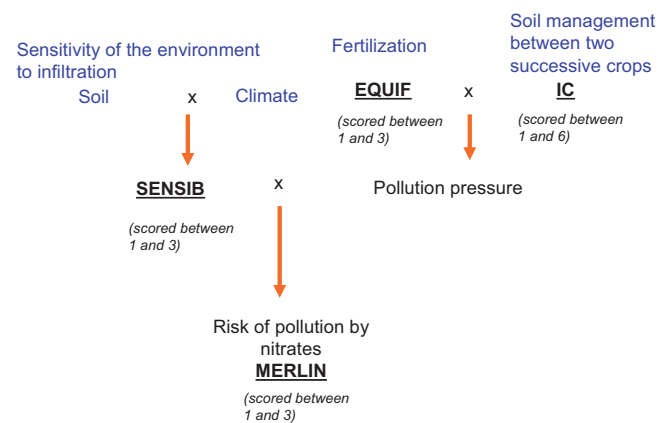 Sensitivity of the environment
to infiltration
Soil x Climate
Fertilization
EQUIF x
(scored between
1 and 3)
Soil management
between two
successive crops
IC
(scored between
1 and 6)
SENSIB x Pollution pressure
(scored between
1 and 3)
Risk of pollution by
nitrates
MERLIN
(scored between
1 and 3)